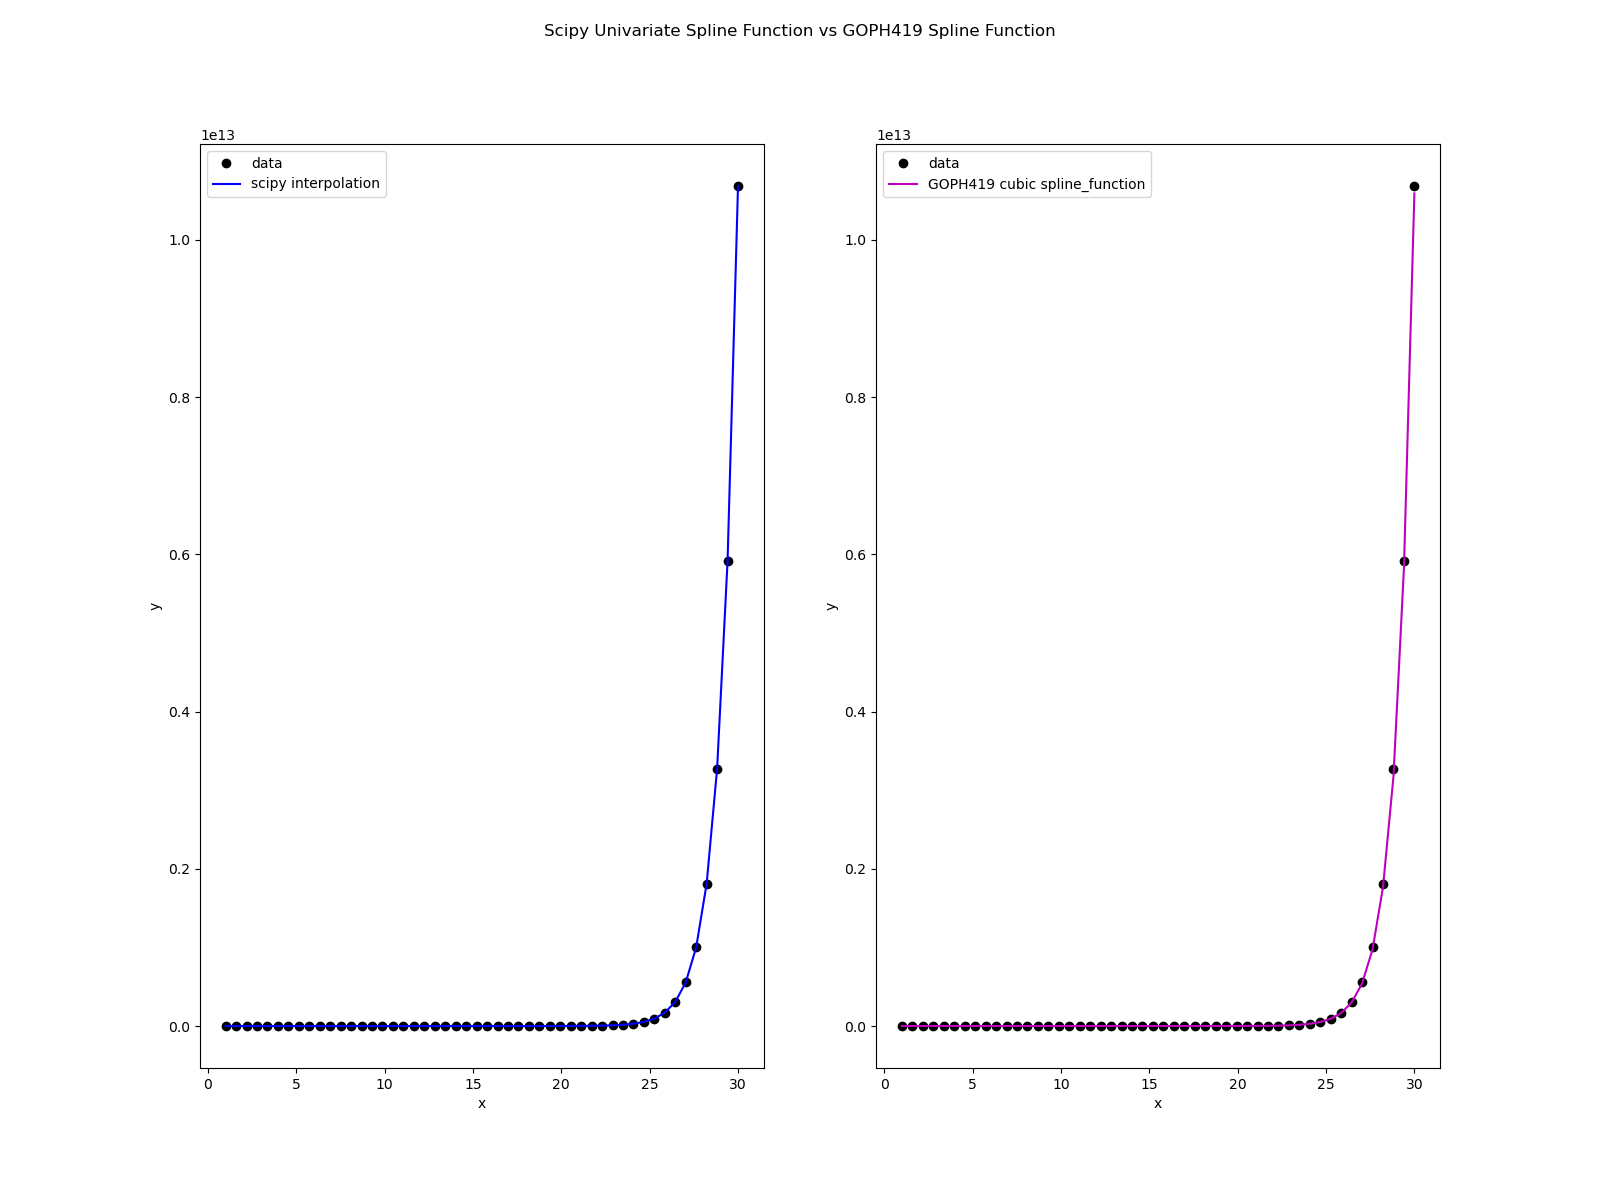 Scipy Univariate Spline Function vs GOPH419 Spline Function
1e13
data
scipy interpolation
1.0
0.8
0.6
0.4
0.2
0.0
y
0 5 10 15 20 25 30
x
1e13
data
GOPH419 cubic spline_function
1.0
0.8
0.6
0.4
0.2
0.0
y
0 5 10 15 20 25 30
x